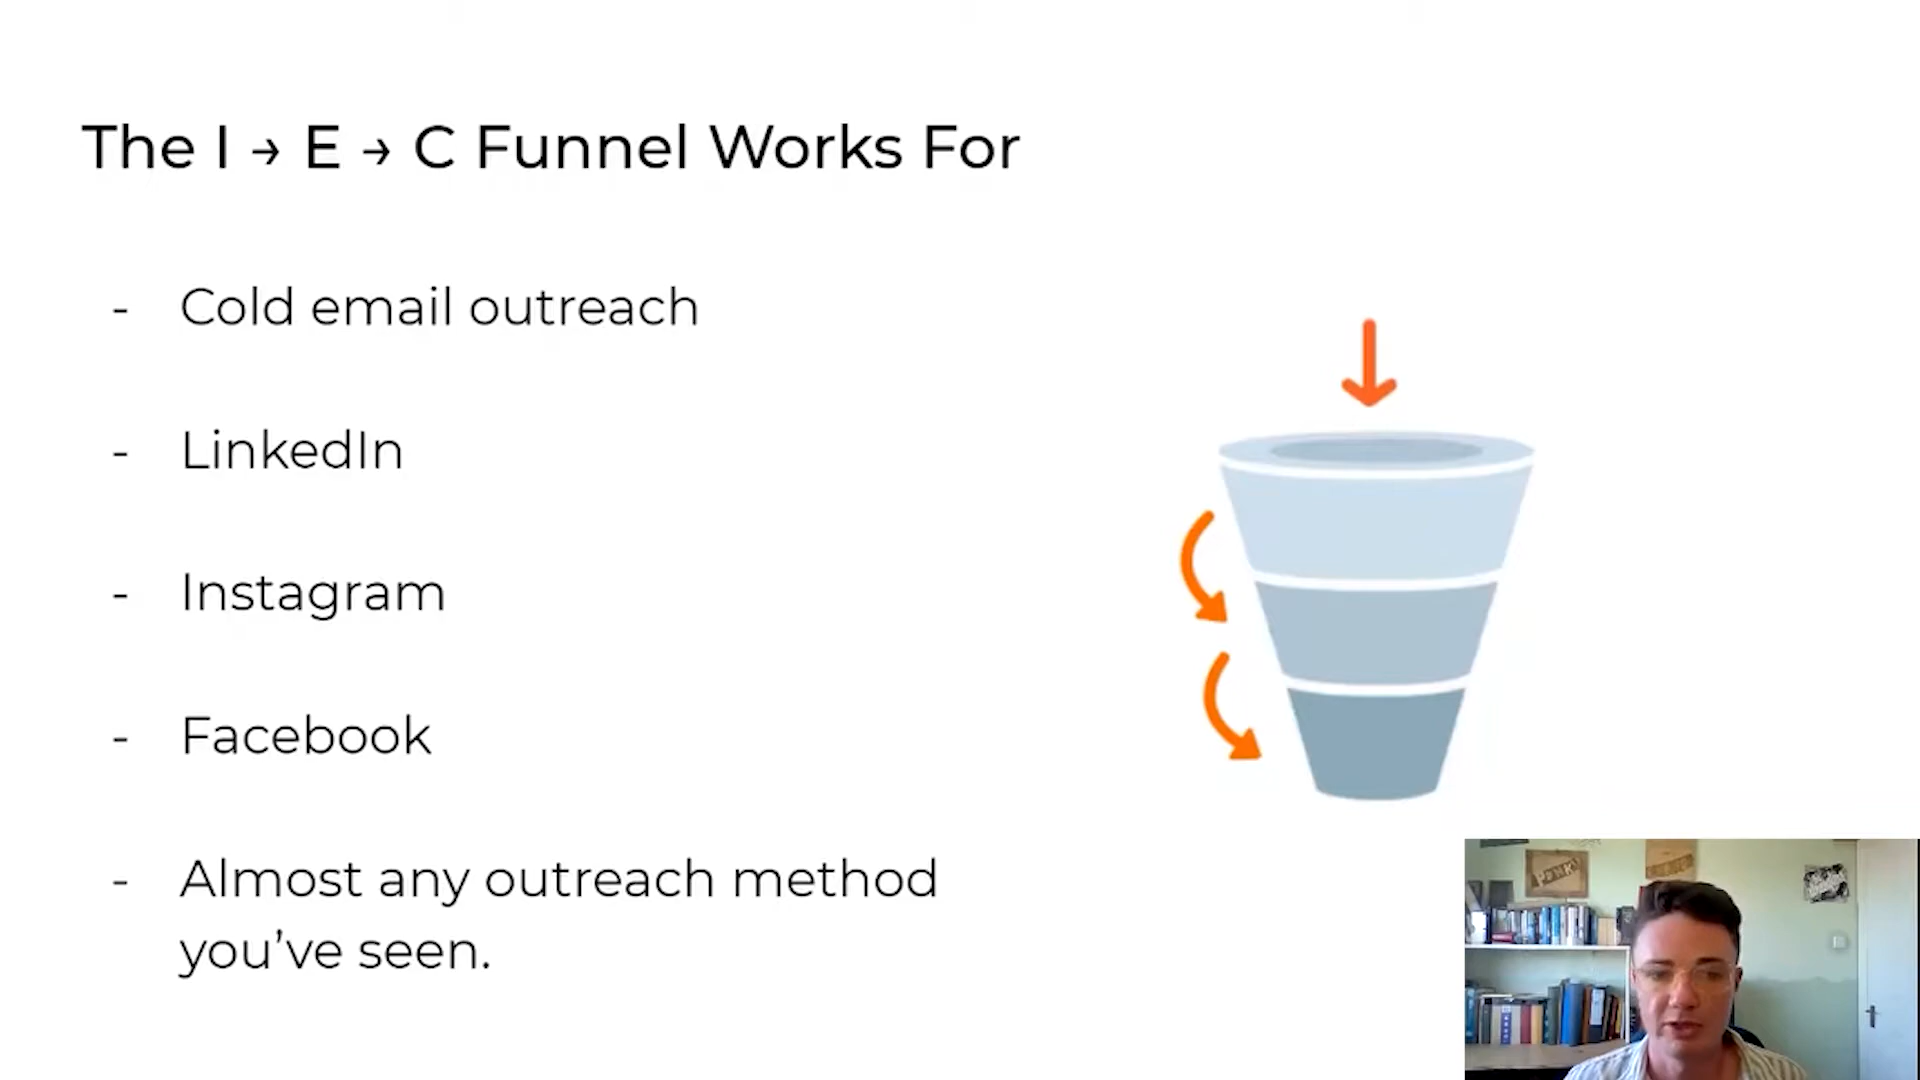 The I → E → C Funnel Works For
- Cold email outreach
- LinkedIn
- Instagram
- Facebook
- Almost any outreach method
you’ve seen.